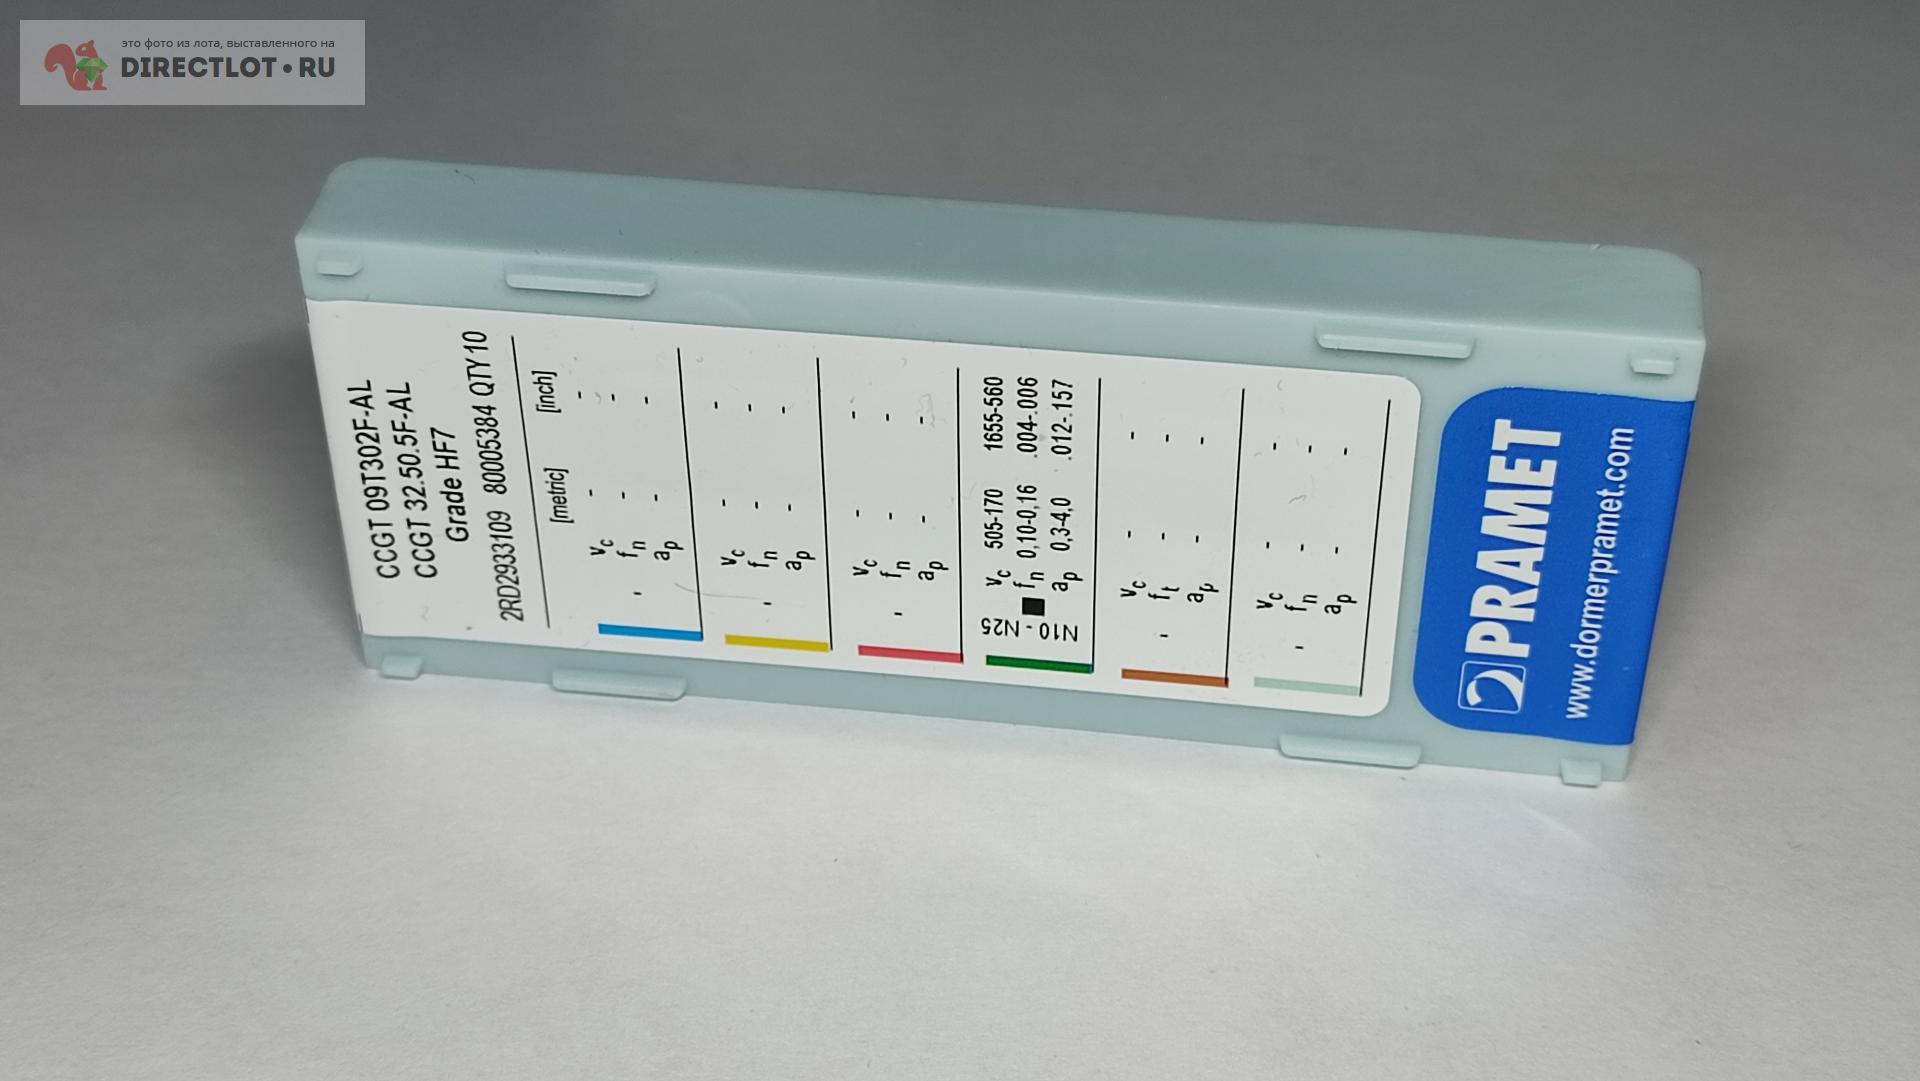 это фото из лота, выставленного на
DIRECTLOT•RU
CCGT 09T302F-AL
CCGT 32.50.5F-AL
Grade HF7
2RD2933109 80005384 QTY10
[metric] [inch]
- vc - -
fn - -
ap - -
- vc - -
fn - -
ap - -
- vc - -
fn - -
ap - -
N10 - N25
vc 505-170 1655-560
■ fn 0,10-0,16 .004-.006
ap 0,3-4,0 .012-.157
vc - -
- ft - -
ap - -
vc - -
- fn - -
ap - -
PRAMET
www.dormerpramet.com